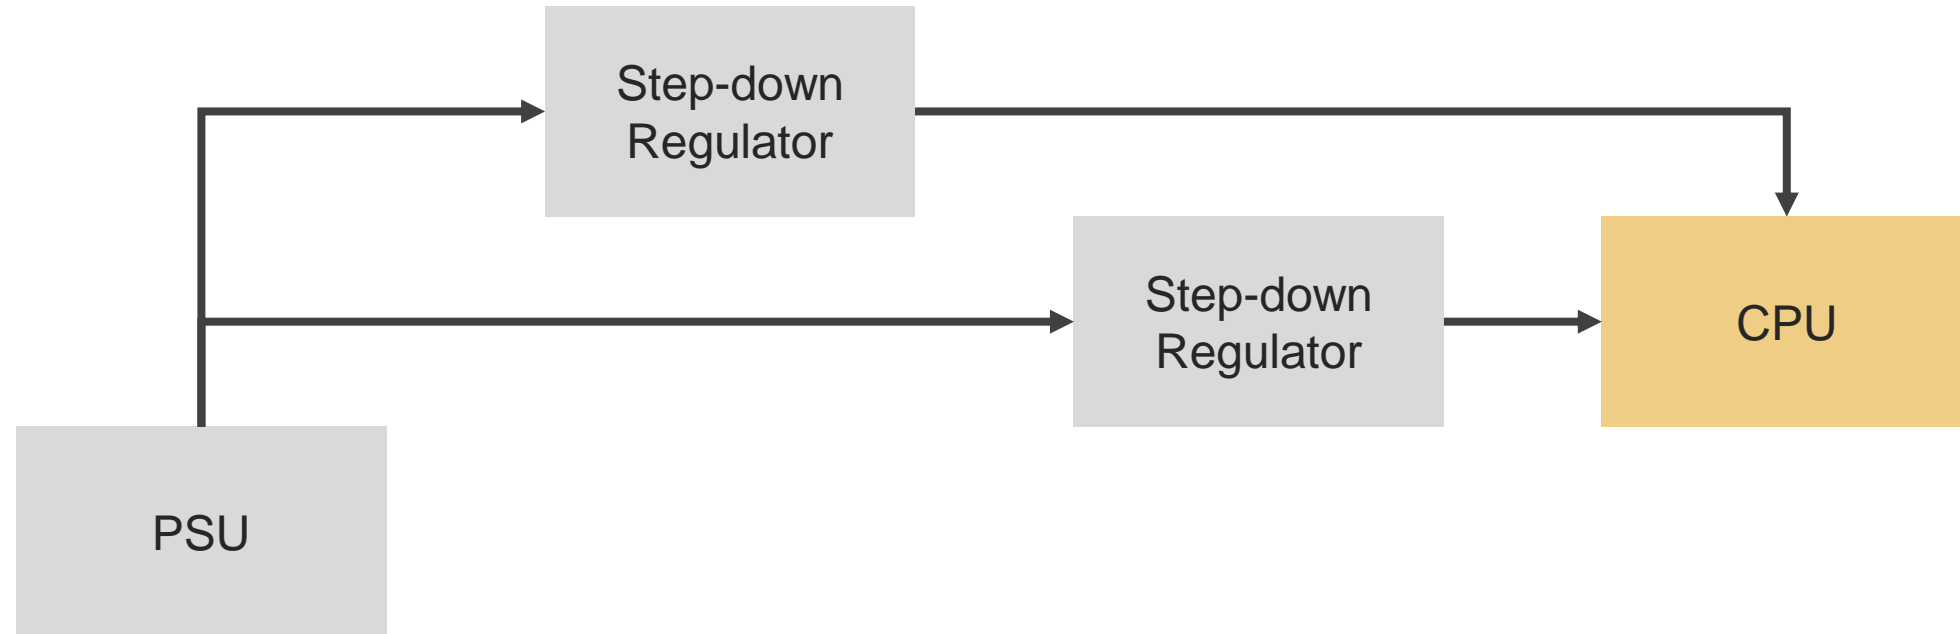 Step-down
Regulator
Step-down
Regulator
CPU
PSU